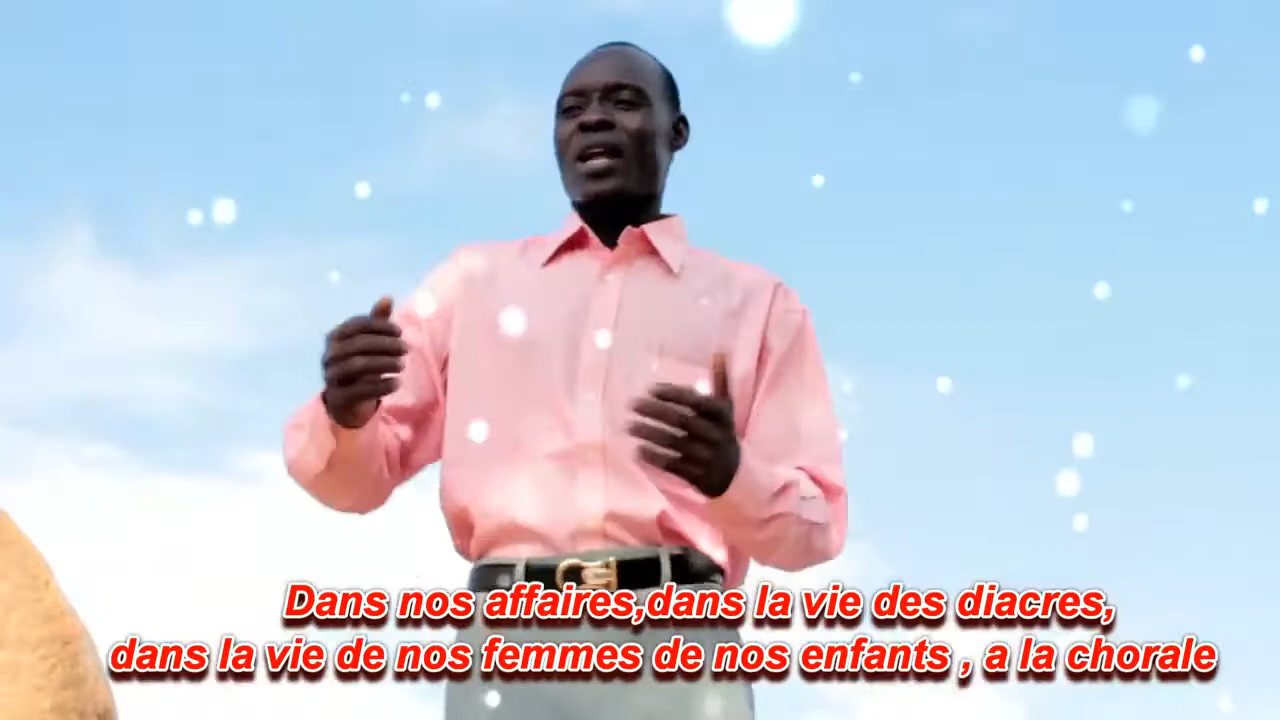 Dans nos affaires,dans la vie des diacres,
dans la vie de nos femmes de nos enfants , a la chorale